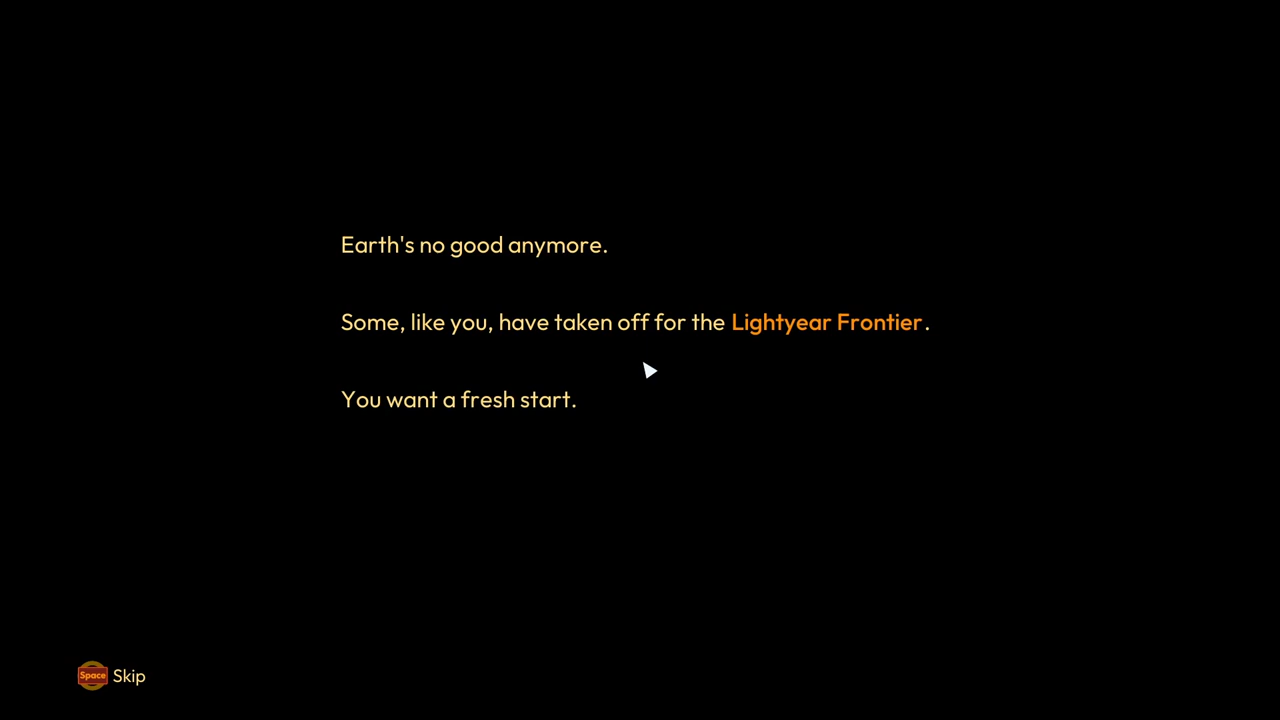 Earth's no good anymore.
Some, like you, have taken off for the Lightyear Frontier.
You want a fresh start.
Space Skip